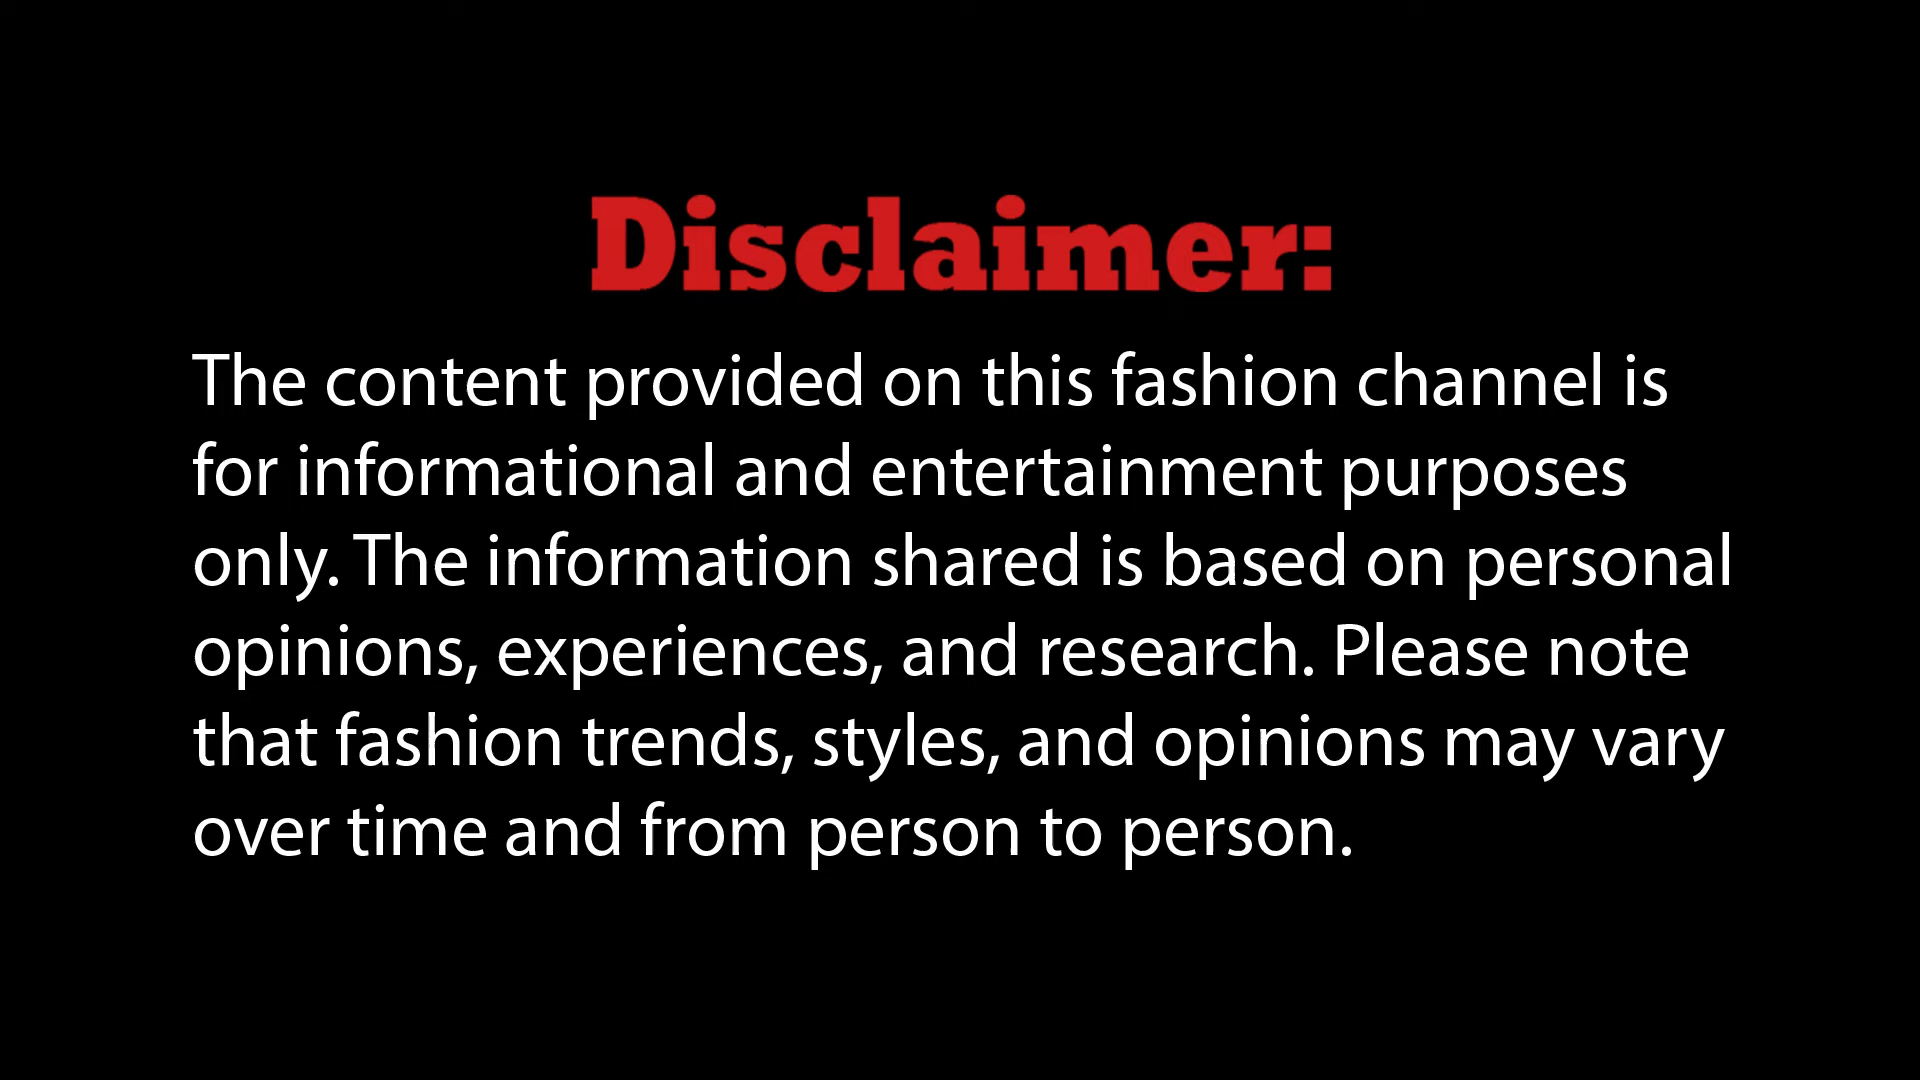 Disclaimer:
The content provided on this fashion channel is
for informational and entertainment purposes
only. The information shared is based on personal
opinions, experiences, and research. Please note
that fashion trends, styles, and opinions may vary
over time and from person to person.